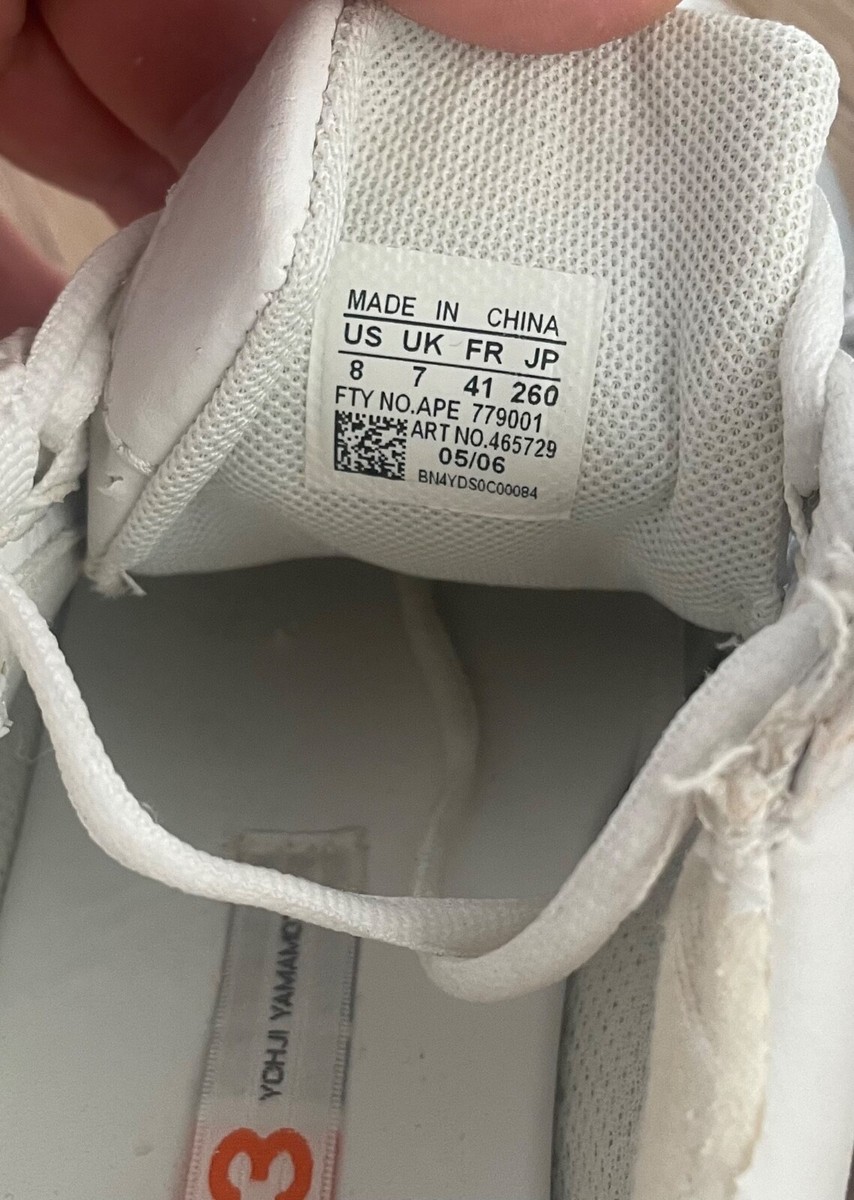 MADE IN CHINA
US UK FR JP
8 7 41 260
FTY NO.APE 779001
ART NO.465729
05/06
BN4YDS0C00084
YOHJI
3